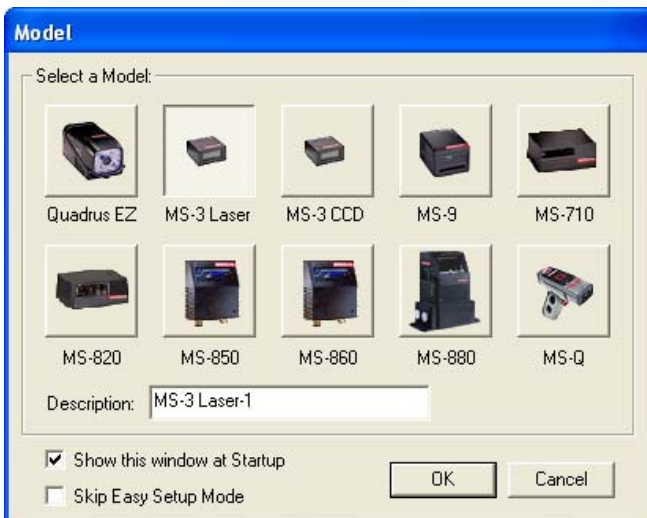 Model
Select a Model:
Quadrus EZ MS-3 Laser MS-3 CCD MS-9 MS-710
MS-820 MS-850 MS-860 MS-880 MS-Q
Description: MS-3 Laser-1
Show this window at Startup
Skip Easy Setup Mode
OK Cancel